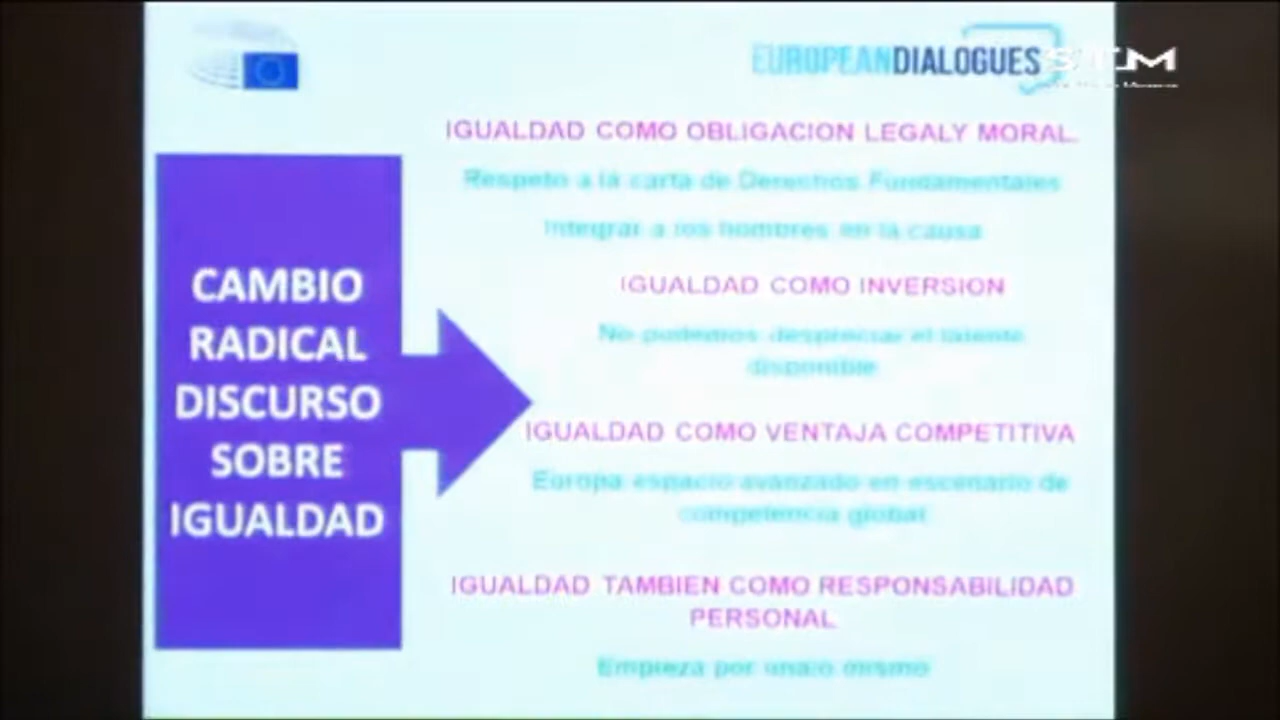 EUROPEANDIALOGUES
STM
IGUALDAD COMO OBLIGACION LEGALY MORAL.
Respeto a la carta de Derechos Fundamentales
Integrar a los hombres en la causa
CAMBIO
RADICAL
DISCURSO
SOBRE
IGUALDAD
IGUALDAD COMO INVERSION
No podemos despreciar el talento
disponible
IGUALDAD COMO VENTAJA COMPETITIVA
Europa espacio avanzado en escenario de
competencia global
IGUALDAD TAMBIEN COMO RESPONSABILIDAD
PERSONAL
Empieza por una/o mismo